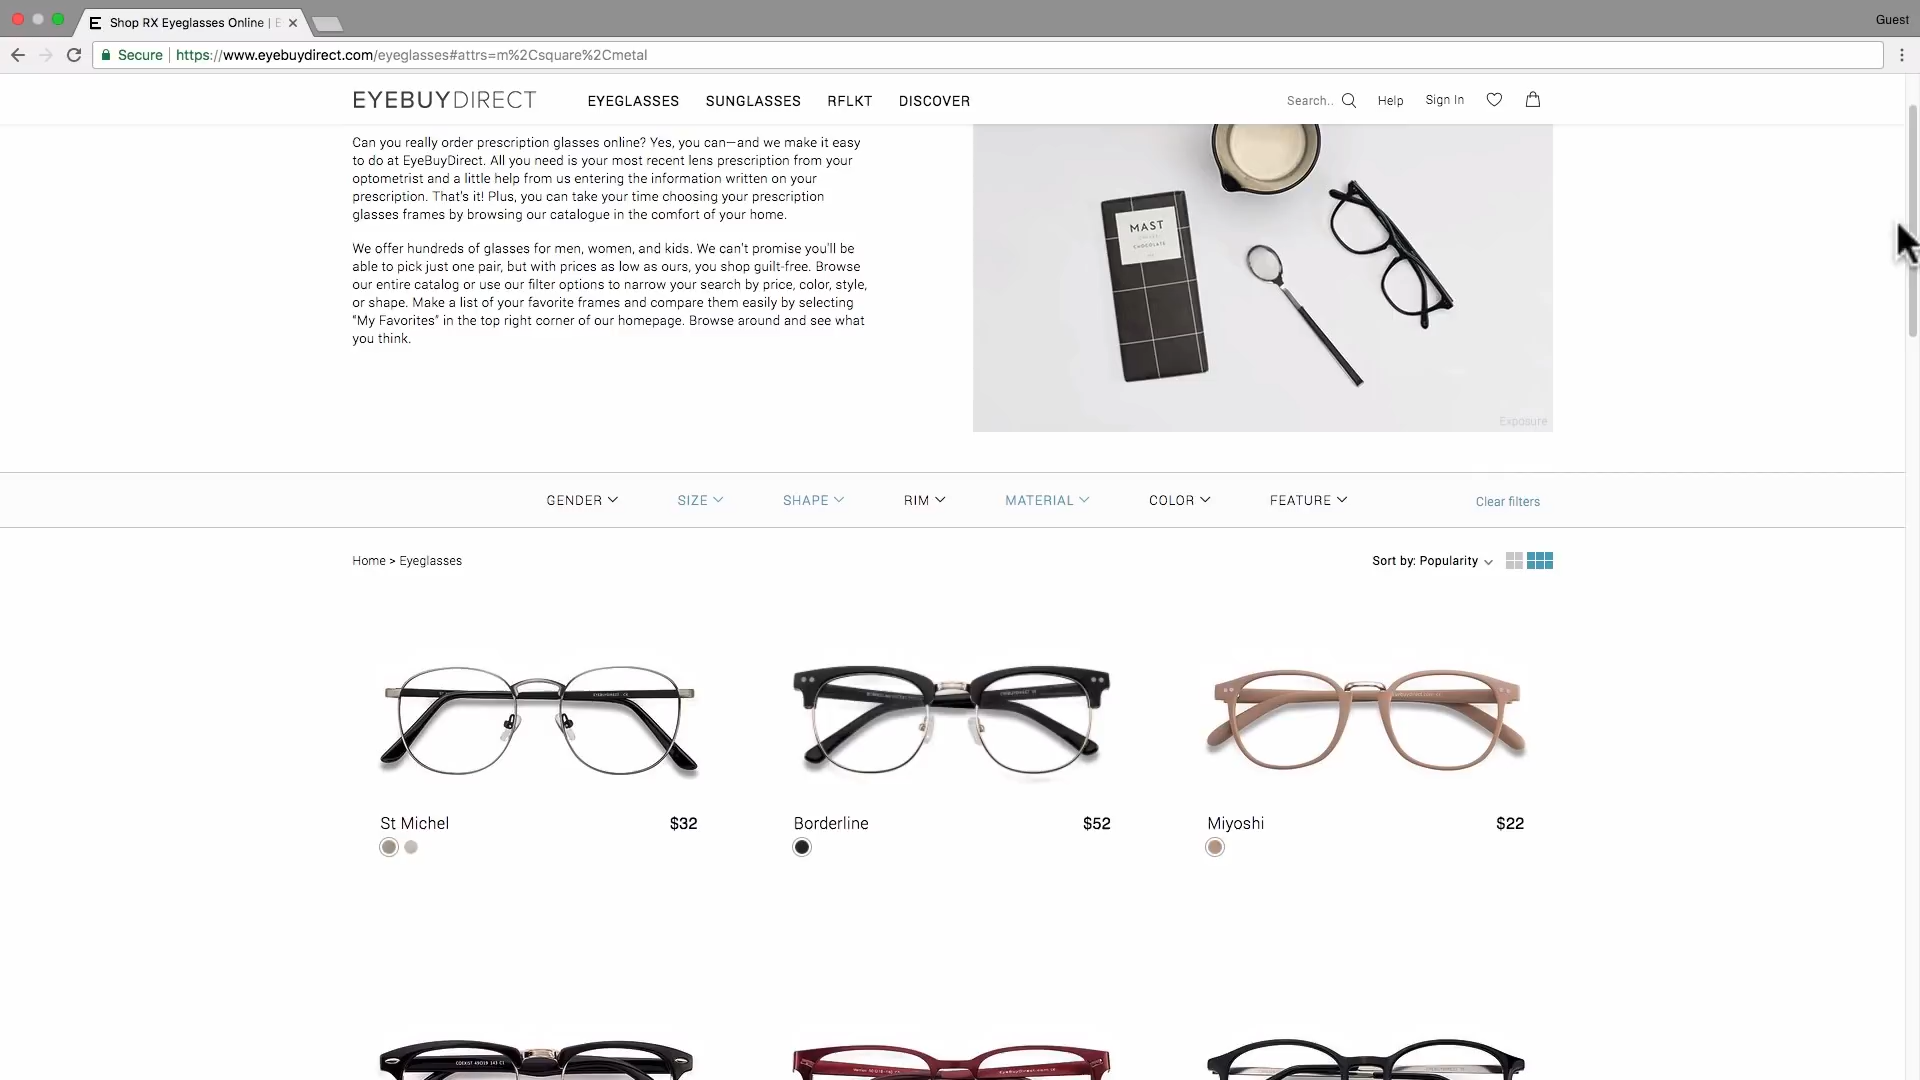 Guest
Shop RX Eyeglasses Online | E
Secure https://www.eyebuydirect.com/eyeglasses#attrs=m%2Csquare%2Cmetal
EYEBUYDIRECT EYEGLASSES SUNGLASSES RFLKT DISCOVER Search.. Help Sign In
Can you really order prescription glasses online? Yes, you can—and we make it easy
to do at EyeBuyDirect. All you need is your most recent lens prescription from your
optometrist and a little help from us entering the information written on your
prescription. That's it! Plus, you can take your time choosing your prescription
glasses frames by browsing our catalogue in the comfort of your home.
We offer hundreds of glasses for men, women, and kids. We can't promise you'll be
able to pick just one pair, but with prices as low as ours, you shop guilt-free. Browse
our entire catalog or use our filter options to narrow your search by price, color, style,
or shape. Make a list of your favorite frames and compare them easily by selecting
“My Favorites” in the top right corner of our homepage. Browse around and see what
you think.
MAST
CHOCOLATE
Exposure
GENDER SIZE SHAPE RIM MATERIAL COLOR FEATURE Clear filters
Home > Eyeglasses Sort by: Popularity
St Michel $32 Borderline $52 Miyoshi $22